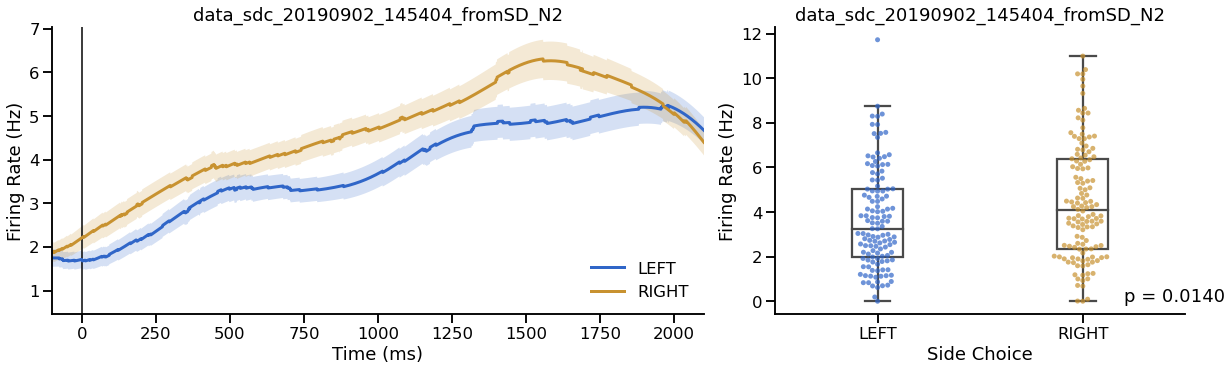 data_sdc_20190902_145404_fromSD_N2
7
6
5
4
3
2
1
Firing Rate (Hz)
LEFT
RIGHT
0
250
500
750
1000
1250
1500
1750
2000
Time (ms)
data_sdc_20190902_145404_fromSD_N2
12
10
8
6
4
2
0
Firing Rate (Hz)
p = 0.0140
LEFT
RIGHT
Side Choice